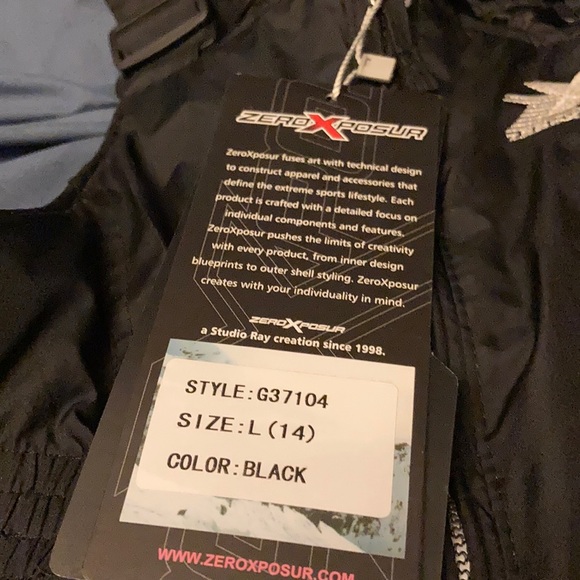 ZEROXPOSUR
ZeroXposur fuses art with technical design
to construct apparel and accessories that
define the extreme sports lifestyle. Each
product is crafted with a detailed focus on
individual components and features.
ZeroXposur pushes the limits of creativity
with every product, from inner design
blueprints to outer shell styling. ZeroXposur
creates with your individuality in mind.
ZEROXPOSUR
a Studio Ray creation since 1998.
STYLE:G37104
SIZE:L(14)
COLOR:BLACK
WWW.ZEROXPOSUR.COM